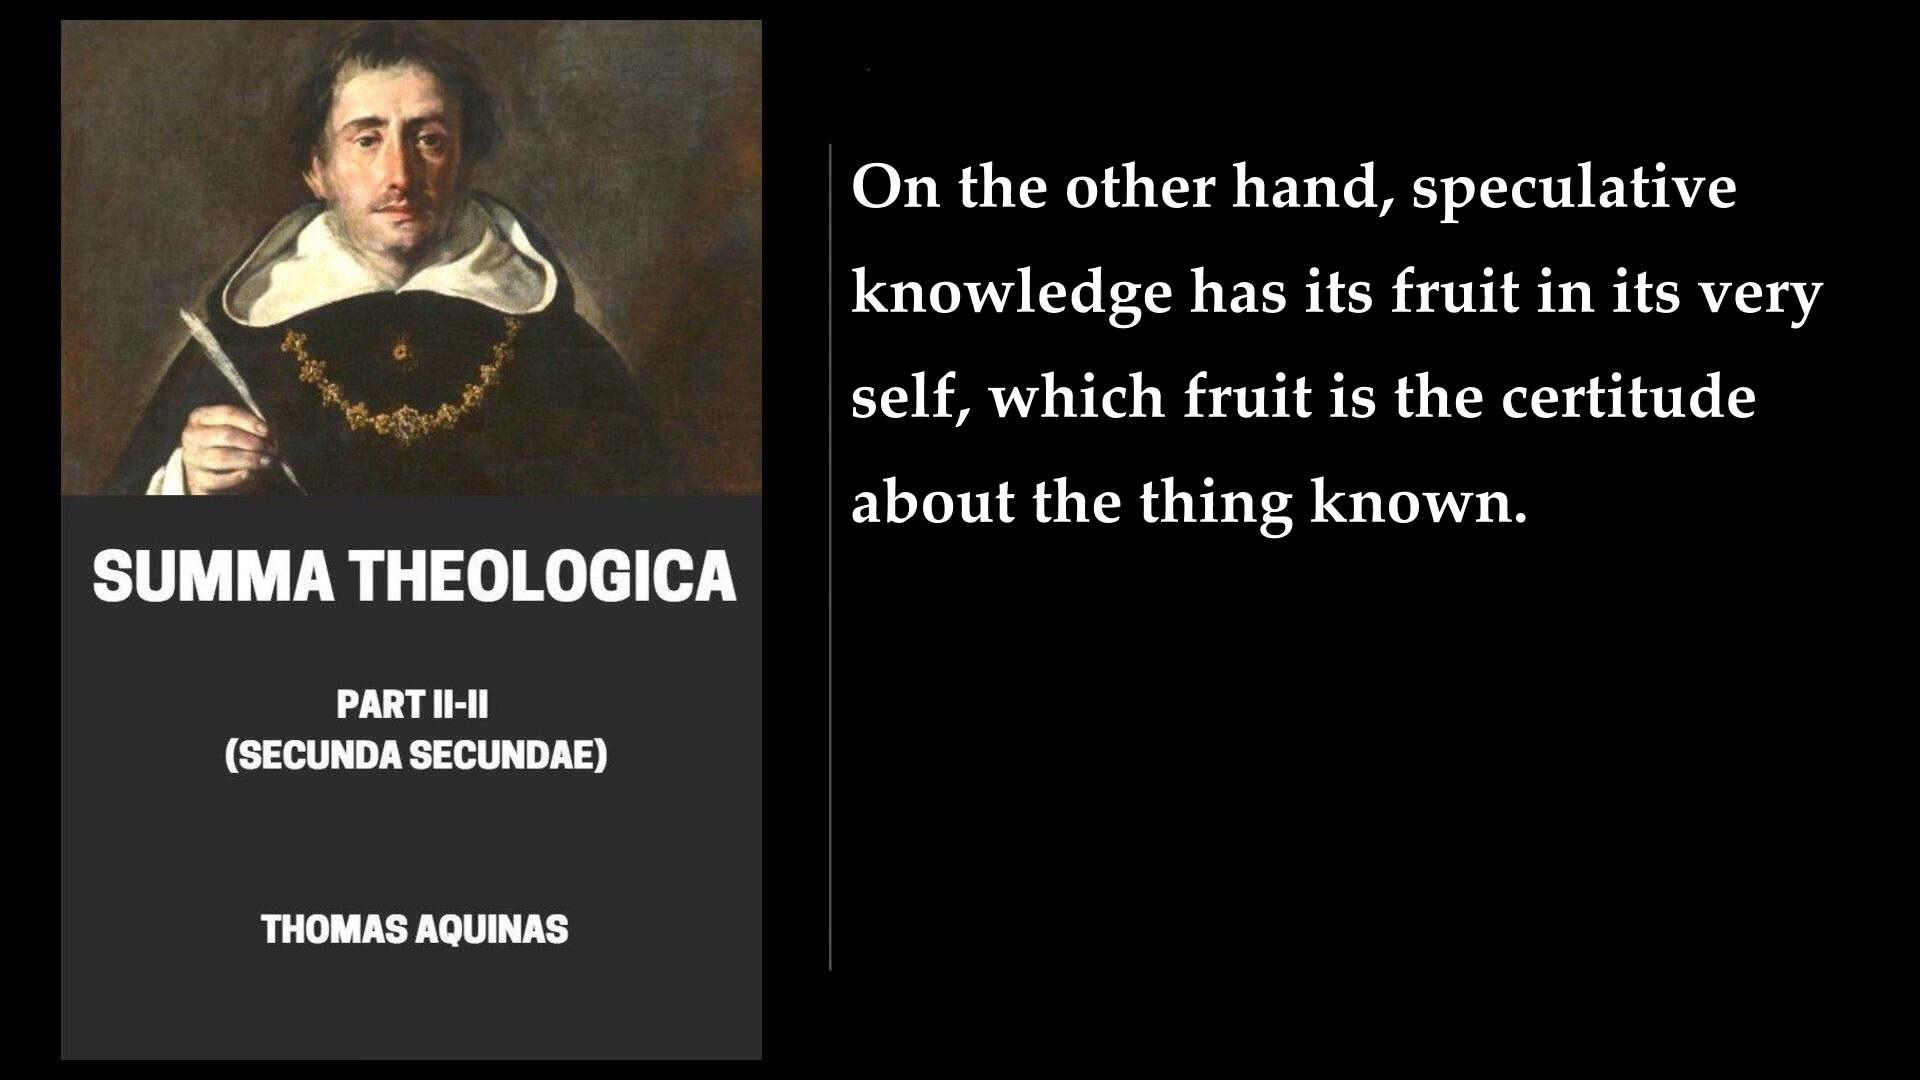 SUMMA THEOLOGICA
PART II-II
(SECUNDA SECUNDAE)
THOMAS AQUINAS
On the other hand, speculative
knowledge has its fruit in its very
self, which fruit is the certitude
about the thing known.